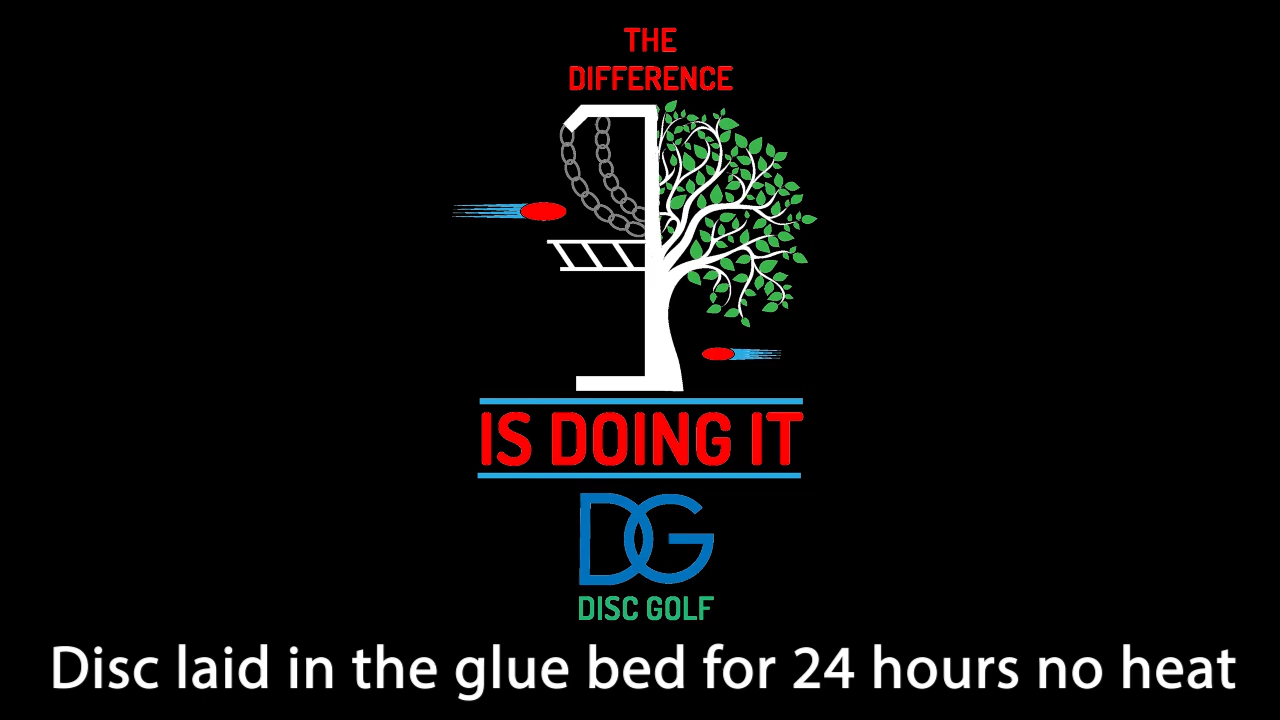 THE
DIFFERENCE
IS DOING IT
DG
DISC GOLF
Disc laid in the glue bed for 24 hours no heat